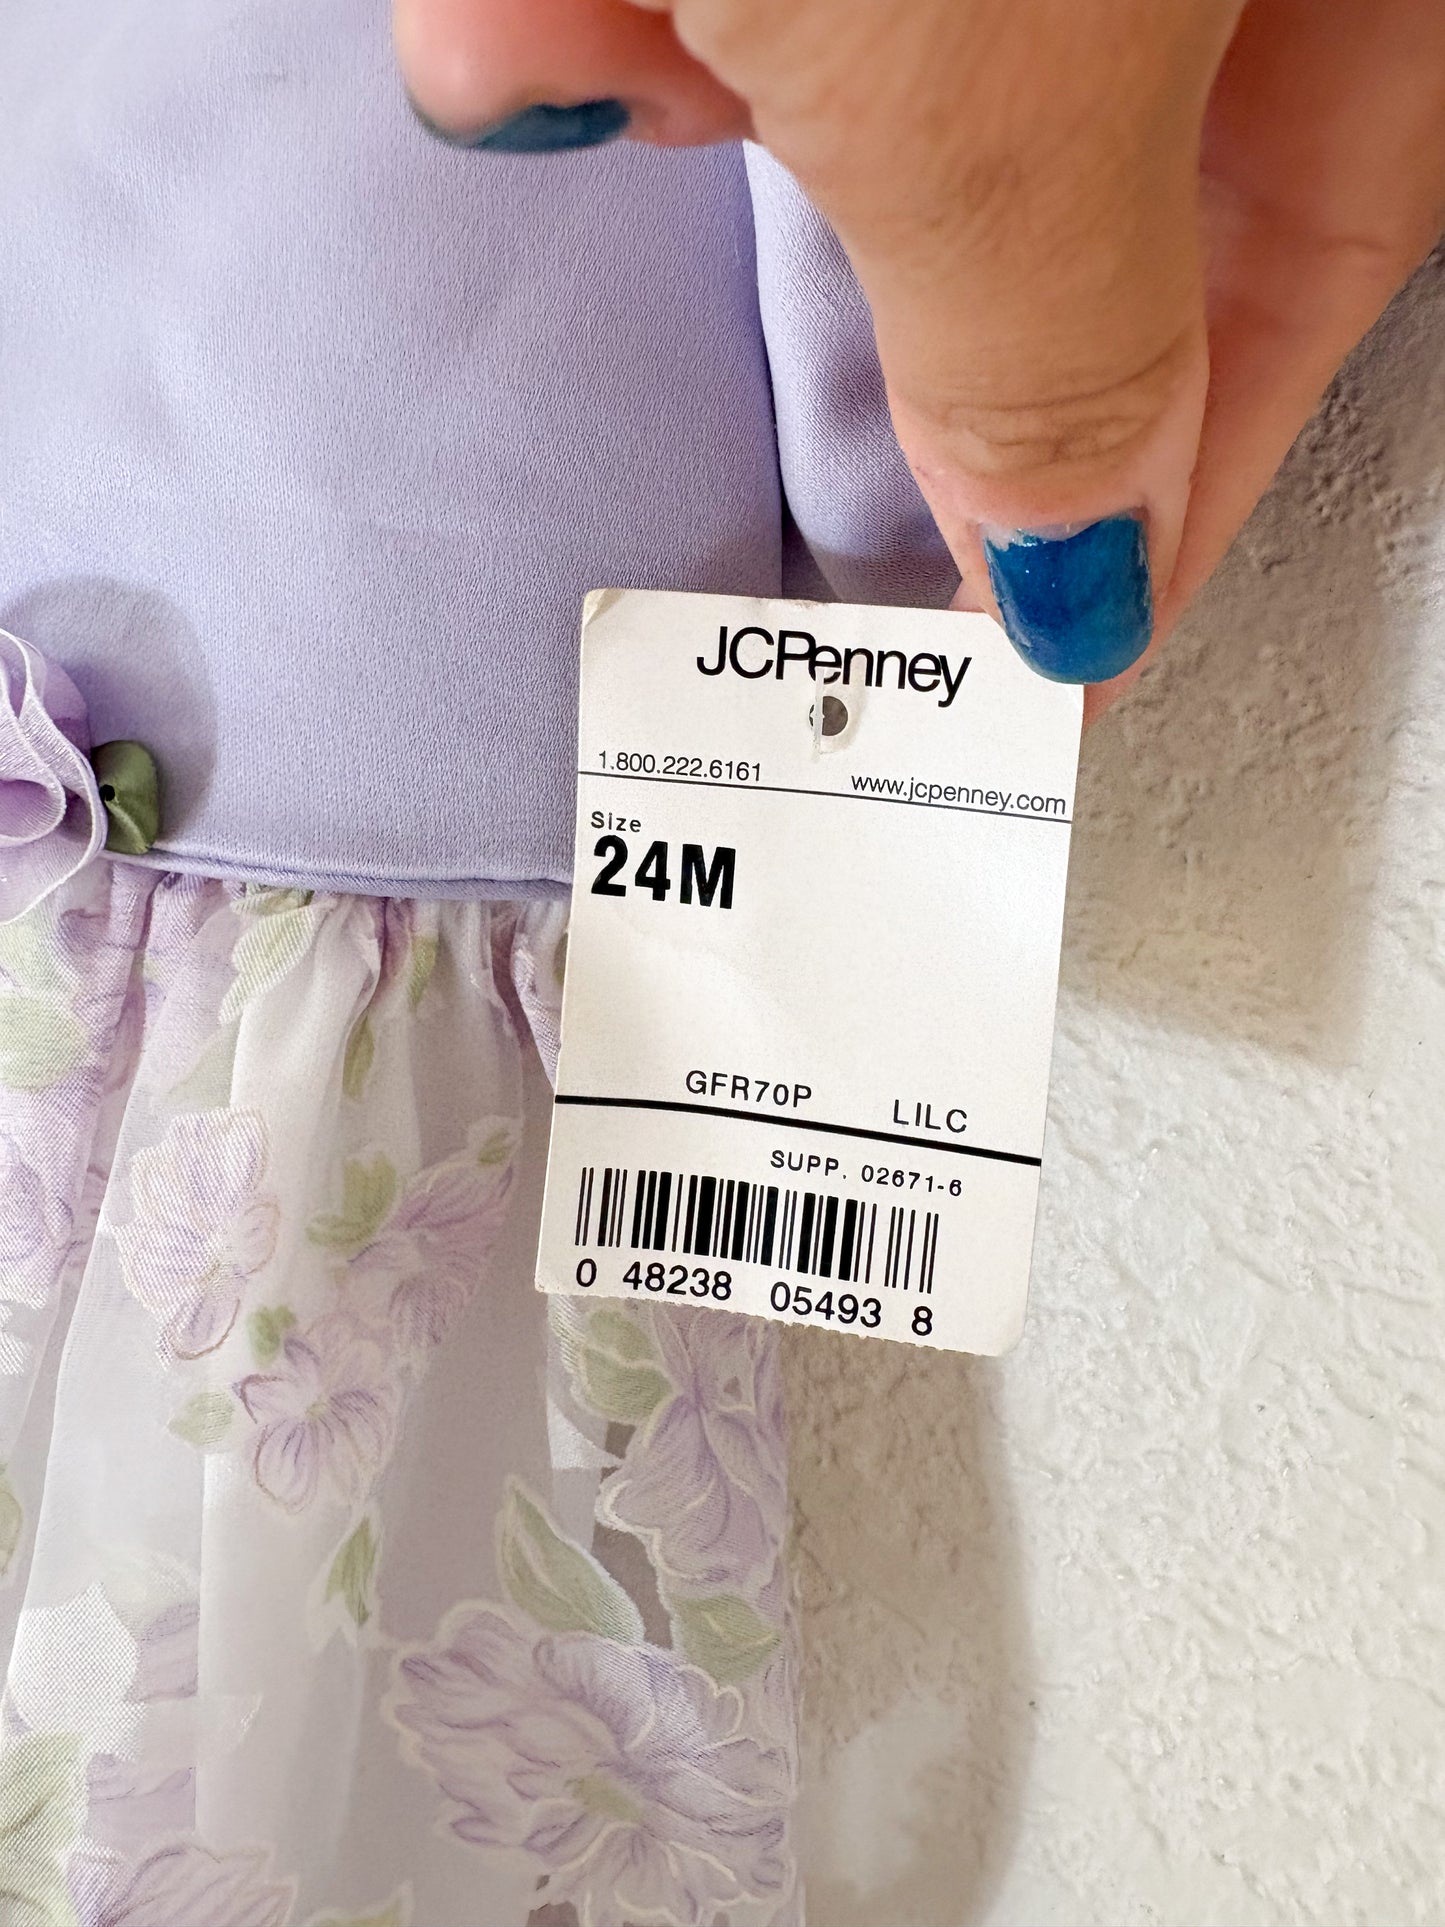 JCPenney
1.800.222.6161 www.jcpenney.com
Size
24M
GFR70P LILC
SUPP. 02671-6
0 48238 05493 8